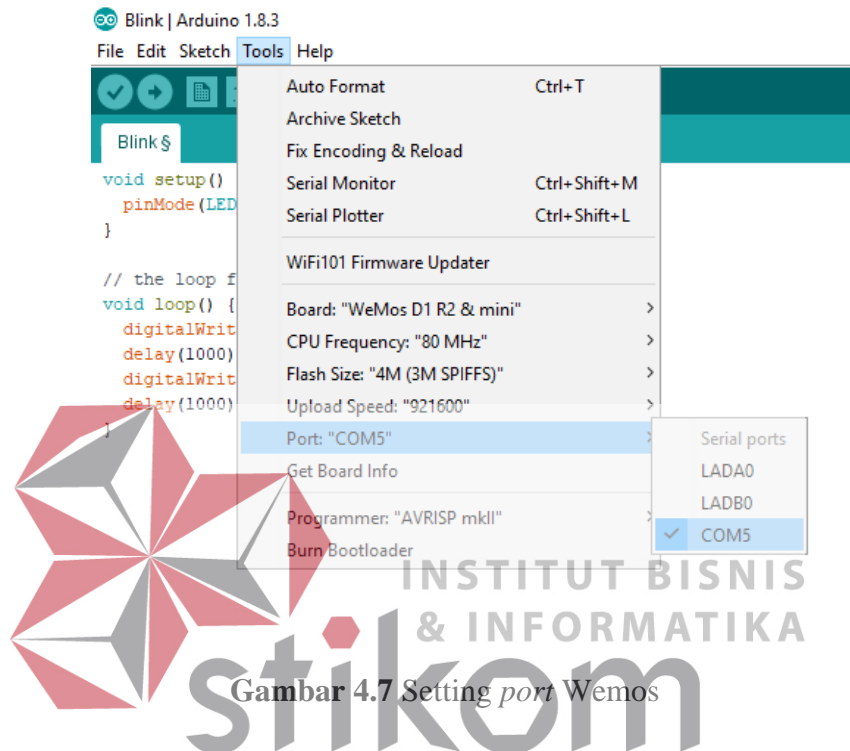 Blink | Arduino 1.8.3
File Edit Sketch Tools Help
Blink §
void setup()
pinMode(LED
}
// the loop f
void loop() {
digitalWrit
delay(1000)
digitalWrit
delay(1000)
}
Auto Format Ctrl+T
Archive Sketch
Fix Encoding & Reload
Serial Monitor Ctrl+Shift+M
Serial Plotter Ctrl+Shift+L
WiFi101 Firmware Updater
Board: "WeMos D1 R2 & mini"
CPU Frequency: "80 MHz"
Flash Size: "4M (3M SPIFFS)"
Upload Speed: "921600"
Port: "COM5"
Get Board Info
Programmer: "AVRISP mkII"
Burn Bootloader
Serial ports
LADA0
LADB0
COM5
INSTITUT BISNIS
& INFORMATIKA
stikom
Gambar 4.7 Setting port Wemos